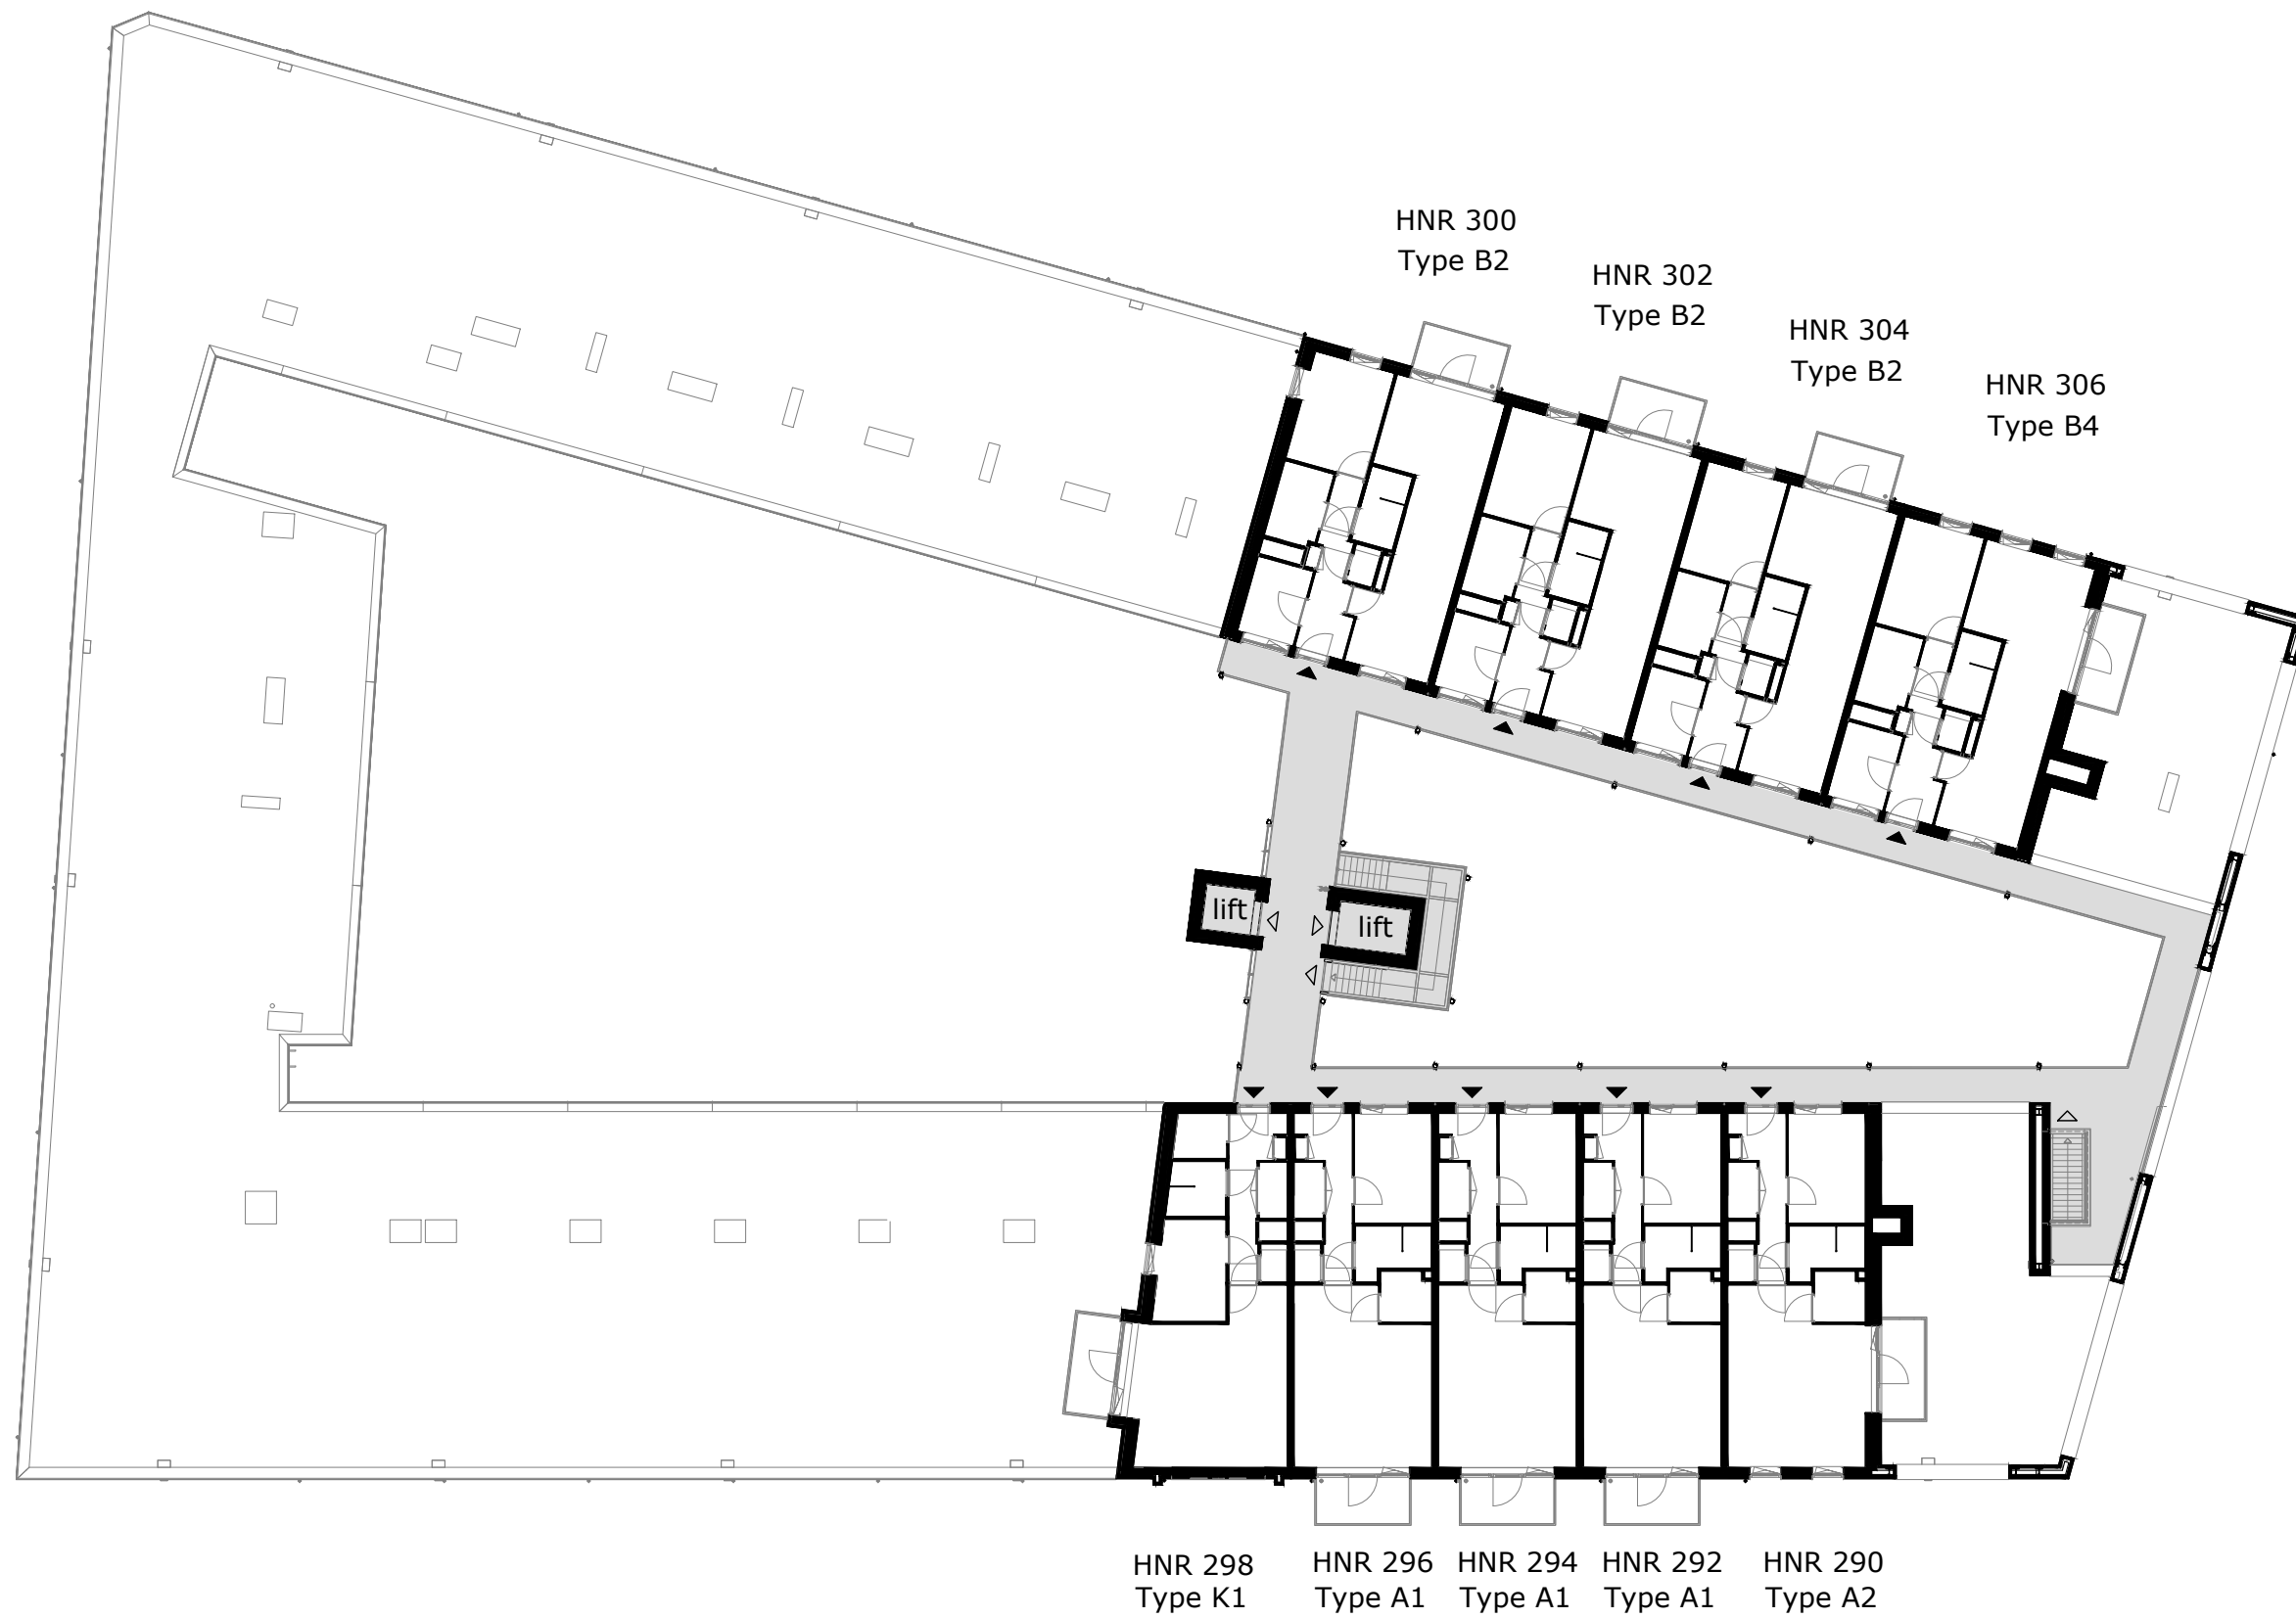 HNR 300
Type B2
HNR 302
Type B2
HNR 304
Type B2
HNR 306
Type B4
lift
lift
HNR 298
Type K1
HNR 296
Type A1
HNR 294
Type A1
HNR 292
Type A1
HNR 290
Type A2